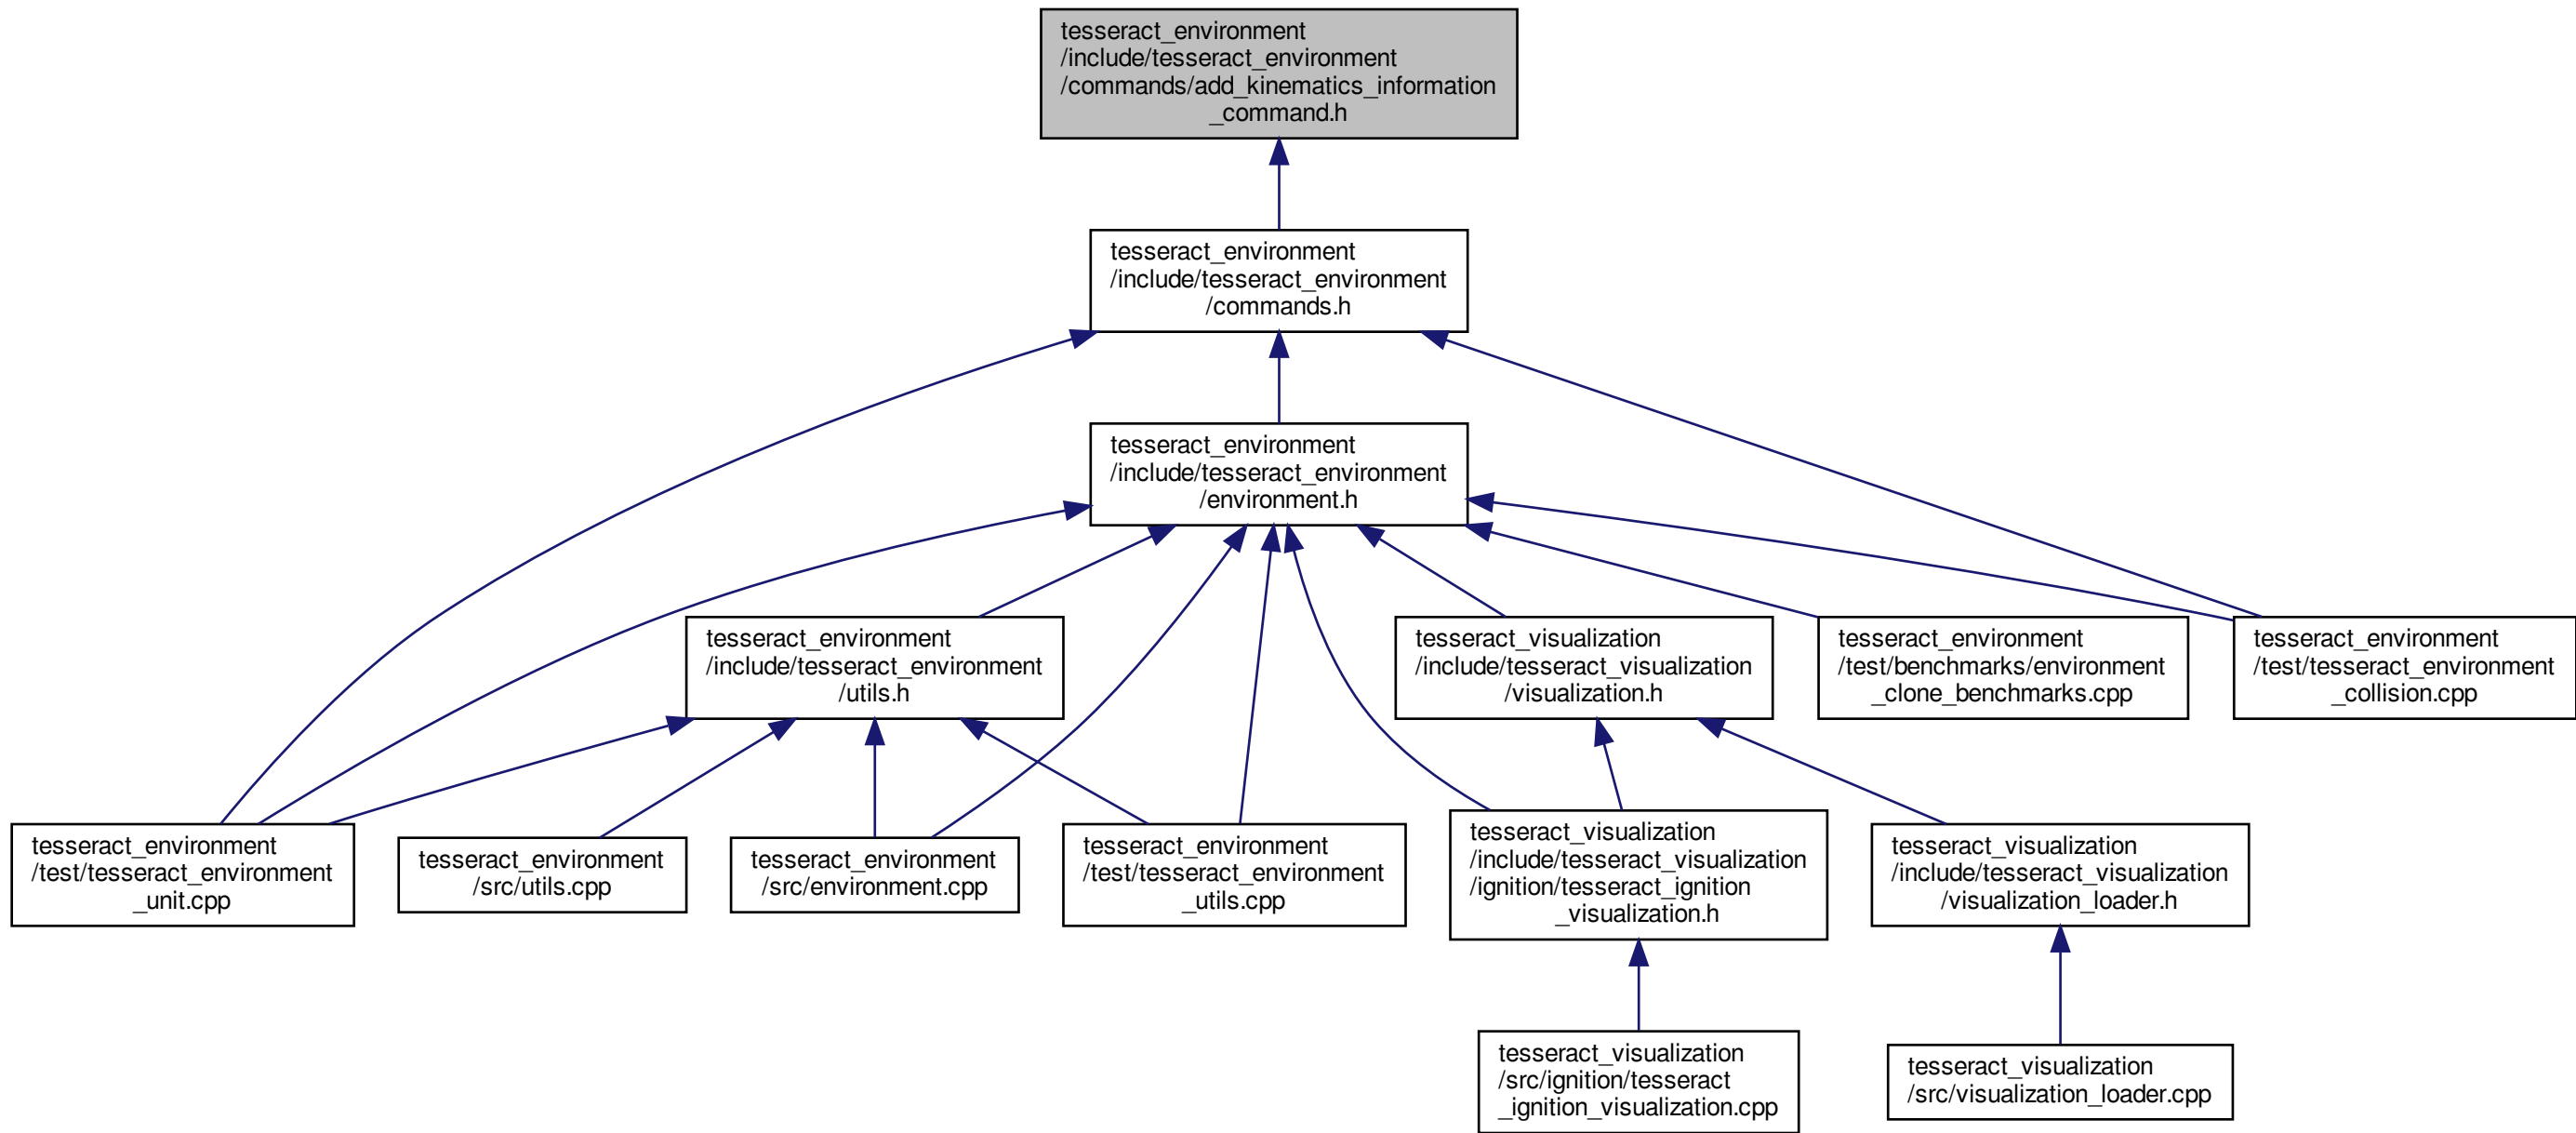 tesseract_environment
/include/tesseract_environment
/commands/add_kinematics_information
_command.h
tesseract_environment
/include/tesseract_environment
/commands.h
tesseract_environment
/include/tesseract_environment
/environment.h
tesseract_environment
/include/tesseract_environment
/utils.h
tesseract_visualization
/include/tesseract_visualization
/visualization.h
tesseract_environment
/test/benchmarks/environment
_clone_benchmarks.cpp
tesseract_environment
/test/tesseract_environment
_collision.cpp
tesseract_environment
/test/tesseract_environment
_unit.cpp
tesseract_environment
/src/utils.cpp
tesseract_environment
/src/environment.cpp
tesseract_environment
/test/tesseract_environment
_utils.cpp
tesseract_visualization
/include/tesseract_visualization
/ignition/tesseract_ignition
_visualization.h
tesseract_visualization
/include/tesseract_visualization
/visualization_loader.h
tesseract_visualization
/src/ignition/tesseract
_ignition_visualization.cpp
tesseract_visualization
/src/visualization_loader.cpp